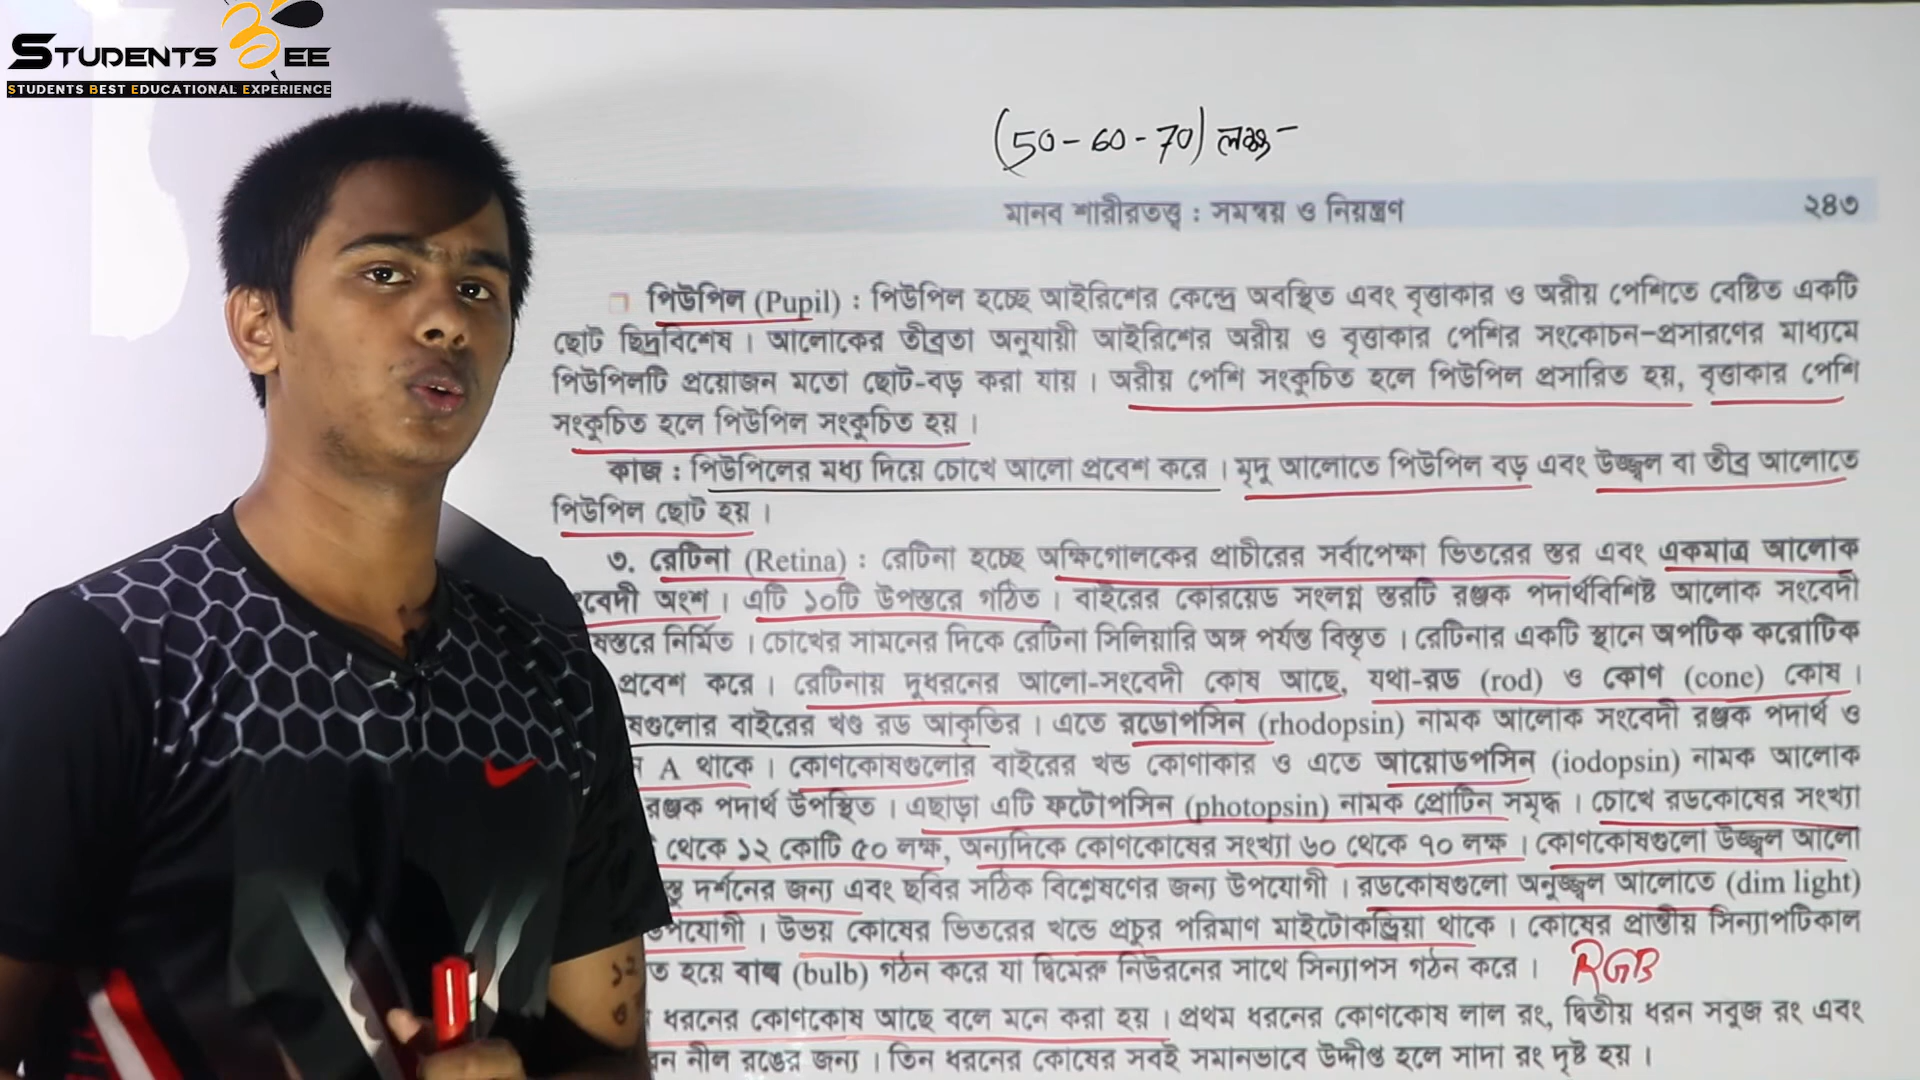 STUDENTS BEE
STUDENTS BEST EDUCATIONAL EXPERIENCE
(50-60-70) লক্ষ
মানব শারীরতত্ত্ব : সমন্বয় ও নিয়ন্ত্রণ ২৪৩
পিউপিল (Pupil) : পিউপিল হচ্ছে আইরিশের কেন্দ্রে অবস্থিত এবং বৃত্তাকার ও অরীয় পেশিতে বেষ্টিত একটি
ছোট ছিদ্রবিশেষ। আলোকের তীব্রতা অনুযায়ী আইরিশের অরীয় ও বৃত্তাকার পেশির সংকোচন-প্রসারণের মাধ্যমে
পিউপিলটি প্রয়োজন মতো ছোট-বড় করা যায়। অরীয় পেশি সংকুচিত হলে পিউপিল প্রসারিত হয়, বৃত্তাকার পেশি
সংকুচিত হলে পিউপিল সংকুচিত হয়।
কাজ : পিউপিলের মধ্য দিয়ে চোখে আলো প্রবেশ করে। মৃদু আলোতে পিউপিল বড় এবং উজ্জ্বল বা তীব্র আলোতে
পিউপিল ছোট হয়।
৩. রেটিনা (Retina) : রেটিনা হচ্ছে অক্ষিগোলকের প্রাচীরের সর্বাপেক্ষা ভিতরের স্তর এবং একমাত্র আলোক
অংশ। এটি ১০টি উপস্তরে গঠিত। বাইরের কোরয়েড সংলগ্ন স্তরটি রঞ্জক পদার্থবিশিষ্ট আলোক সংবেদী
নির্মিত। চোখের সামনের দিকে রেটিনা সিলিয়ারি অঙ্গ পর্যন্ত বিস্তৃত। রেটিনার একটি স্থানে অপটিক করোটিক
প্রবেশ করে। রেটিনায় দুধরনের আলো-সংবেদী কোষ আছে, যথা-রড (rod) ও কোণ (cone) কোষ।
ষগুলোর বাইরের খণ্ড রড আকৃতির। এতে রডোপসিন (rhodopsin) নামক আলোক সংবেদী রঞ্জক পদার্থ ও
ন A থাকে। কোণকোষগুলোর বাইরের খন্ড কোণাকার ও এতে আয়োডপসিন (iodopsin) নামক আলোক
রঞ্জক পদার্থ উপস্থিত। এছাড়া এটি ফটোপসিন (photopsin) নামক প্রোটিন সমৃদ্ধ। চোখে রডকোষের সংখ্যা
থেকে ১২ কোটি ৫০ লক্ষ, অন্যদিকে কোণকোষের সংখ্যা ৬০ থেকে ৭০ লক্ষ। কোণকোষগুলো উজ্জ্বল আলো
দর্শনের জন্য এবং ছবির সঠিক বিশ্লেষণের জন্য উপযোগী। রডকোষগুলো অনুজ্জ্বল আলোতে (dim light)
উপযোগী। উভয় কোষের ভিতরের খন্ডে প্রচুর পরিমাণ মাইটোকন্ড্রিয়া থাকে। কোষের প্রান্তীয় সিন্যাপটিকাল
ত হয়ে বাল্ব (bulb) গঠন করে যা দ্বিমেরু নিউরনের সাথে সিন্যাপস গঠন করে। RGB
ধরনের কোণকোষ আছে বলে মনে করা হয়। প্রথম ধরনের কোণকোষ লাল রং, দ্বিতীয় ধরন সবুজ রং এবং
ন নীল রঙের জন্য। তিন ধরনের কোষের সবই সমানভাবে উদ্দীপ্ত হলে সাদা রং দৃষ্ট হয়।